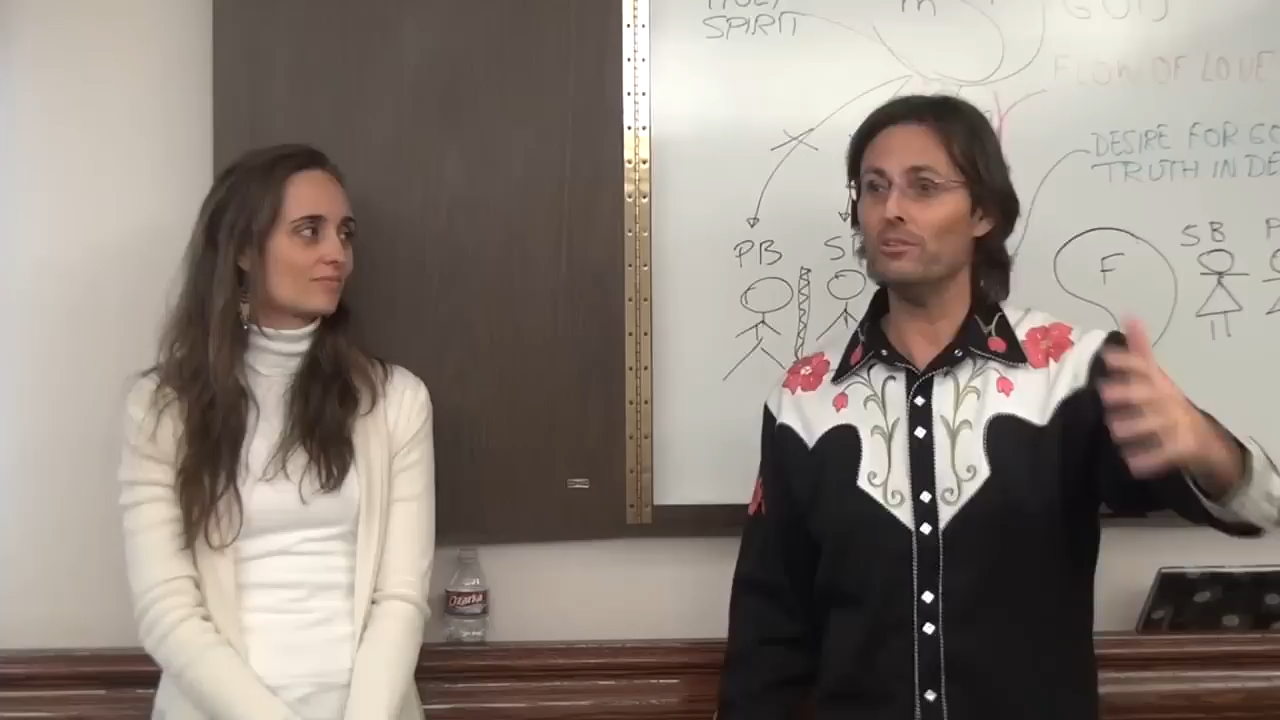 SPIRIT
FLOW OF LOVE
DESIRE FOR GO
TRUTH IN DE
PB
SB
F
Ozarka